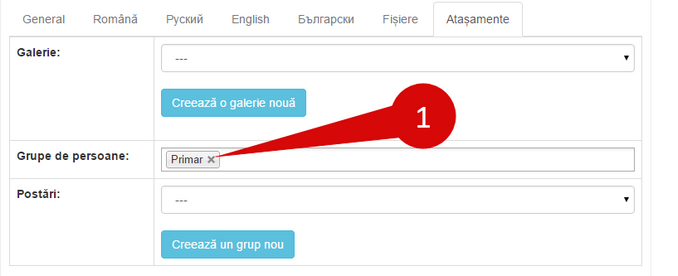 General Română Руский English Български Fișiere Atașamente
Galerie:
---
Creează o galerie nouă
1
Grupe de persoane:
Primar ×
Postări:
---
Creează un grup nou